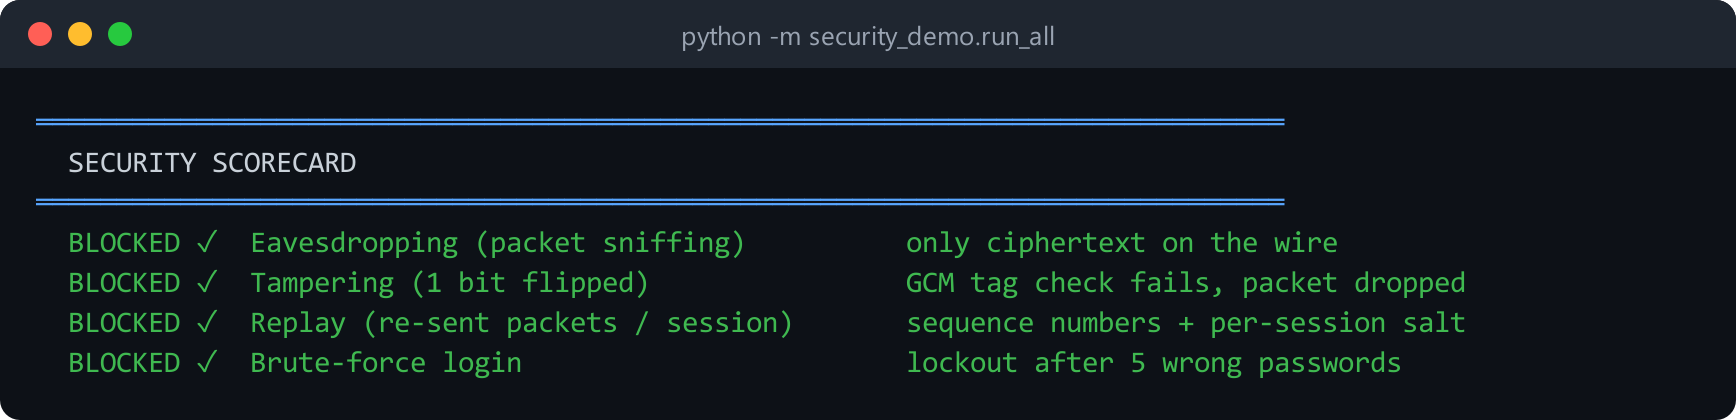 python -m security_demo.run_all
SECURITY SCORECARD
BLOCKED ✓ Eavesdropping (packet sniffing) only ciphertext on the wire
BLOCKED ✓ Tampering (1 bit flipped) GCM tag check fails, packet dropped
BLOCKED ✓ Replay (re-sent packets / session) sequence numbers + per-session salt
BLOCKED ✓ Brute-force login lockout after 5 wrong passwords